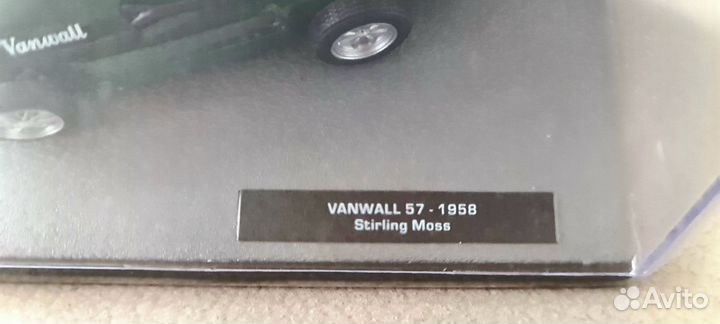 Vanwall
VANWALL 57 - 1958
Stirling Moss
Avito